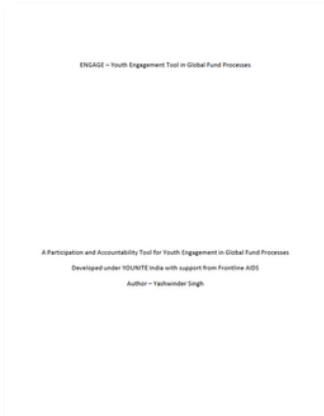 ENGAGE – Youth Engagement Tool in Global Fund Processes
A Participation and Accountability Tool for Youth Engagement in Global Fund Processes
Developed under YOUNITE India with support from Frontline AIDS
Author – Yashwinder Singh